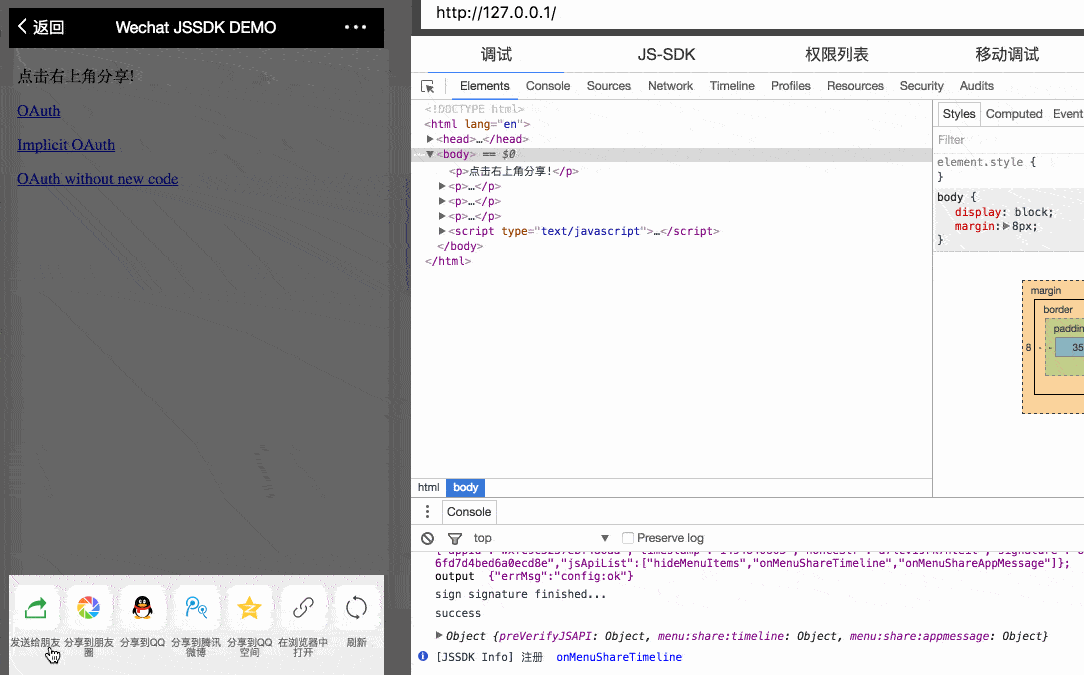 返回
Wechat JSSDK DEMO
点击右上角分享!
OAuth
Implicit OAuth
OAuth without new code
发送给朋友
分享到朋友圈
分享到QQ
分享到腾讯微博
分享到QQ空间
在浏览器中打开
刷新
http://127.0.0.1/
调试
JS-SDK
权限列表
移动调试
Elements Console Sources Network Timeline Profiles Resources Security Audits
<!DOCTYPE html>
<html lang="en">
<head>…</head>
<body> == $0
<p>点击右上角分享!</p>
<p>…</p>
<p>…</p>
<p>…</p>
<script type="text/javascript">…</script>
</body>
</html>
html body
Styles Computed Event
Filter
element.style {
}
body {
display: block;
margin: 8px;
}
margin
border
paddin
8 - - 35
Console
top
Preserve log
6fd7d4bed6a0ecd8e","jsApiList":["hideMenuItems","onMenuShareTimeline","onMenuShareAppMessage"]};
output {"errMsg":"config:ok"}
sign signature finished...
success
Object {preVerifyJSAPI: Object, menu:share:timeline: Object, menu:share:appmessage: Object}
[JSSDK Info] 注册 onMenuShareTimeline